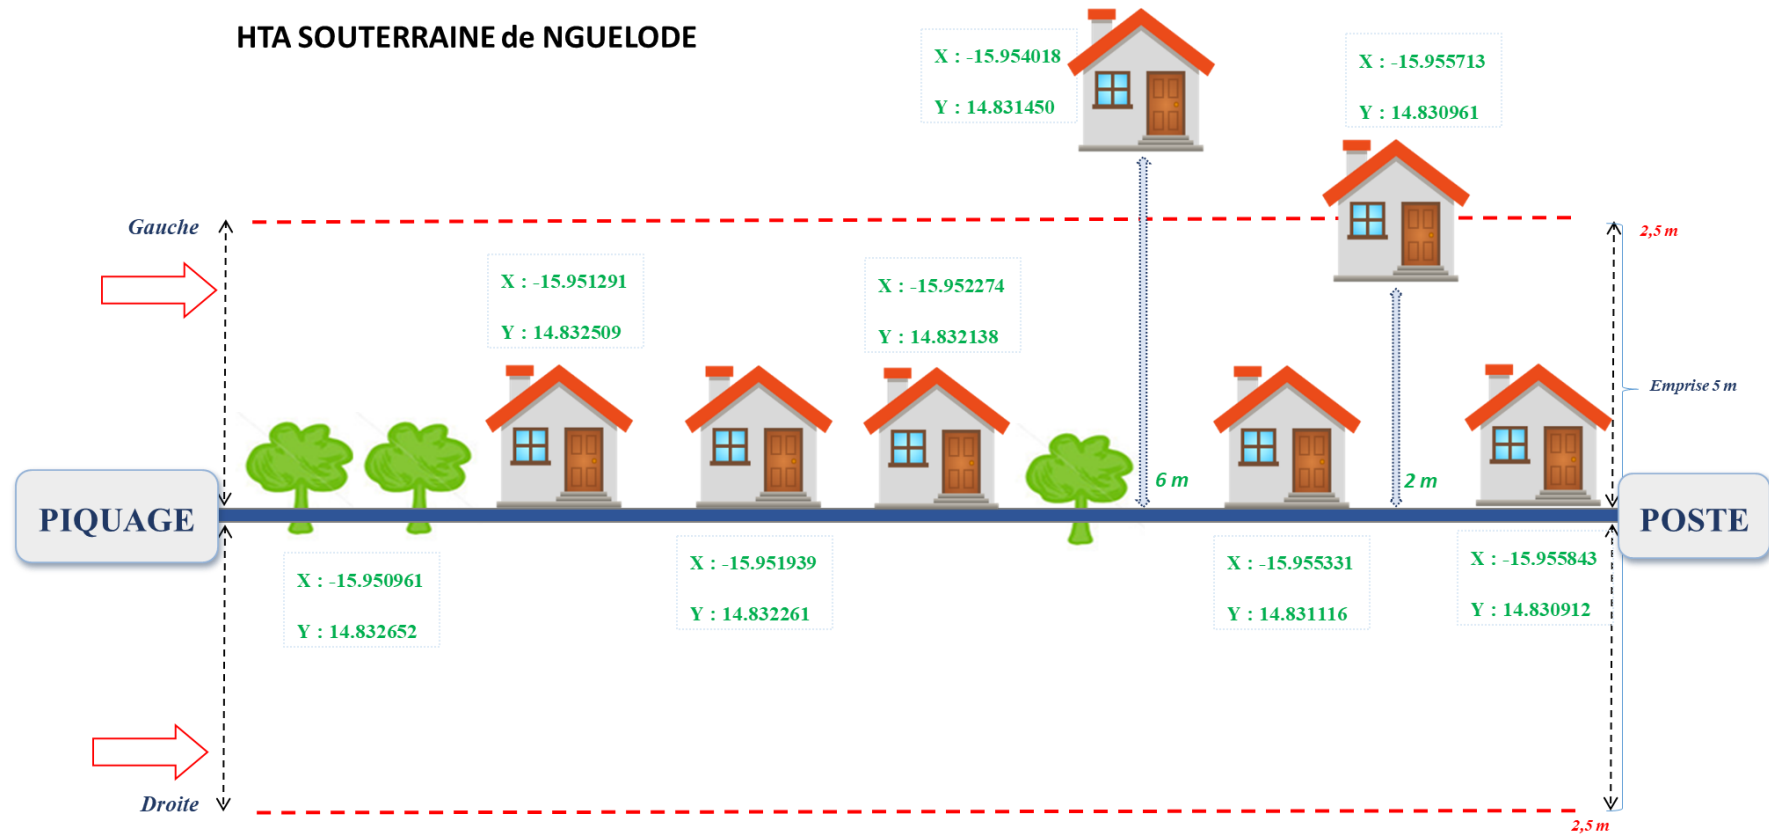 HTA SOUTERRAINE de NGUELODE
X : -15.954018
Y : 14.831450
X : -15.955713
Y : 14.830961
Gauche
2,5 m
X : -15.951291
Y : 14.832509
X : -15.952274
Y : 14.832138
Emprise 5 m
6 m
2 m
PIQUAGE
POSTE
X : -15.950961
Y : 14.832652
X : -15.951939
Y : 14.832261
X : -15.955331
Y : 14.831116
X : -15.955843
Y : 14.830912
Droite
2,5 m